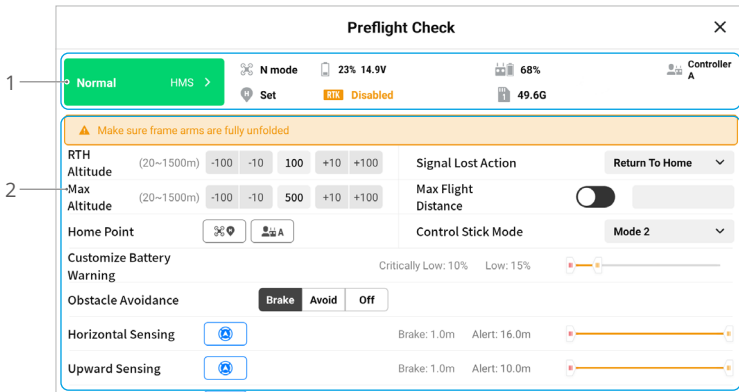 Preflight Check
1
Normal HMS >
N mode 23% 14.9V 68% Controller A
H Set RTK Disabled 1 49.6G
Make sure frame arms are fully unfolded
2
RTH Altitude (20~1500m) -100 -10 100 +10 +100 Signal Lost Action Return To Home
Max Altitude (20~1500m) -100 -10 500 +10 +100 Max Flight Distance
Home Point A Control Stick Mode Mode 2
Customize Battery Warning Critically Low: 10% Low: 15%
Obstacle Avoidance Brake Avoid Off
Horizontal Sensing Brake: 1.0m Alert: 16.0m
Upward Sensing Brake: 1.0m Alert: 10.0m